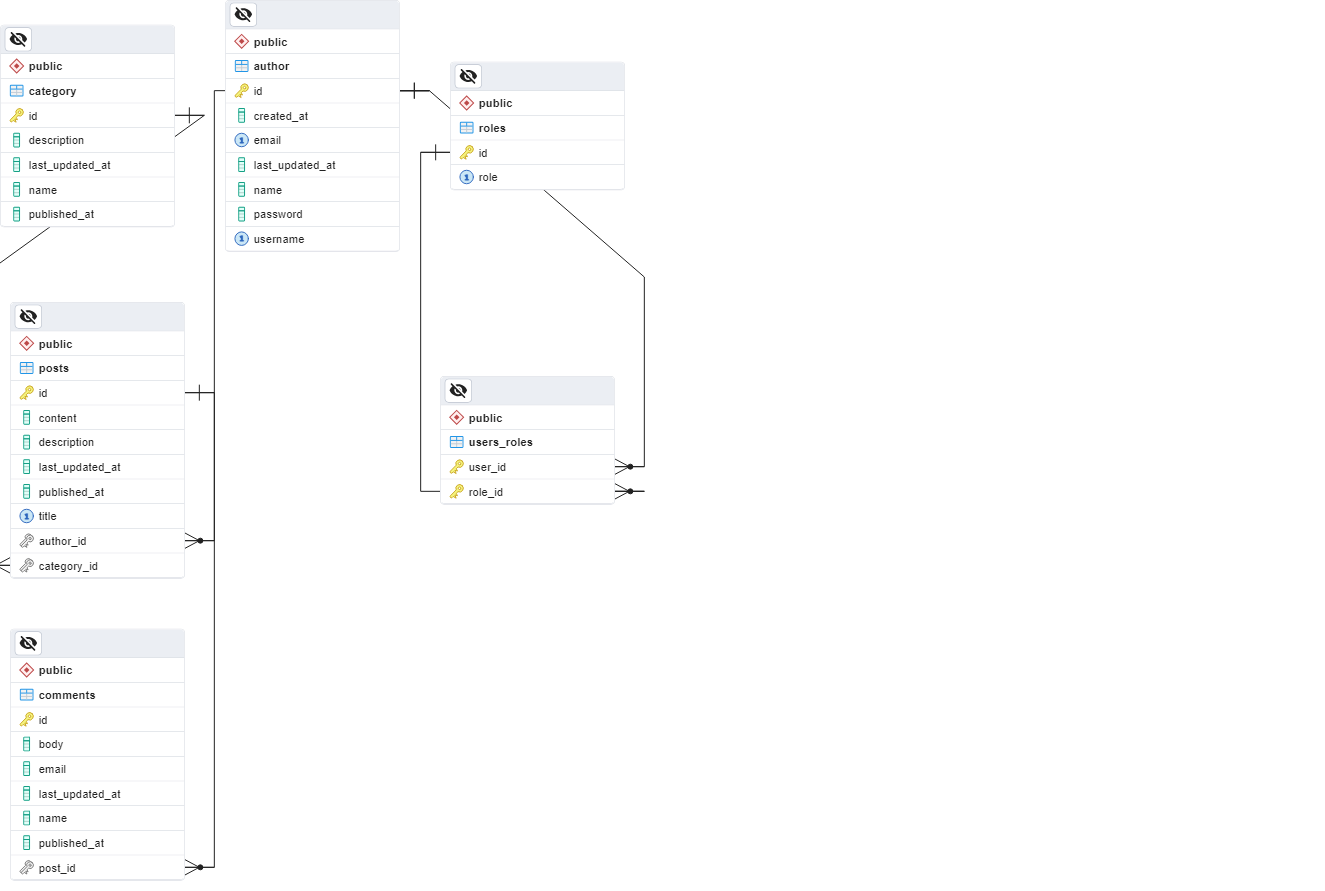 public
category
id
description
last_updated_at
name
published_at
public
author
id
created_at
email
last_updated_at
name
password
username
public
roles
id
role
public
posts
id
content
description
last_updated_at
published_at
title
author_id
category_id
public
users_roles
user_id
role_id
public
comments
id
body
email
last_updated_at
name
published_at
post_id